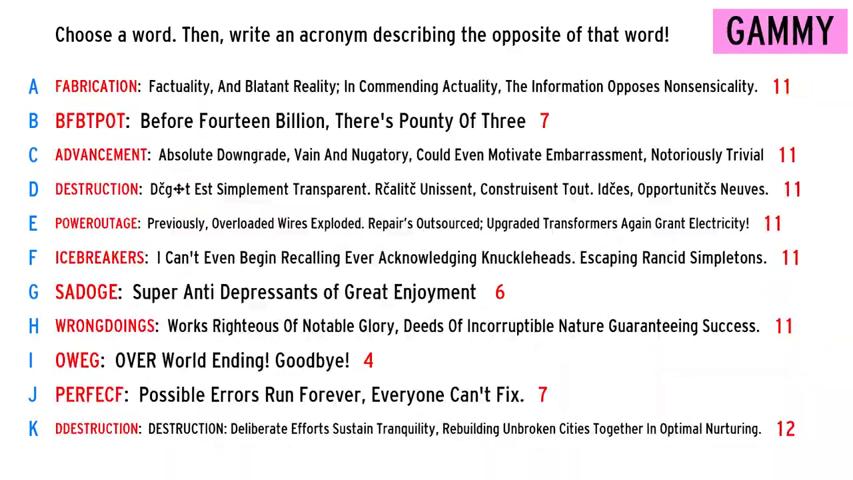 Choose a word. Then, write an acronym describing the opposite of that word!
GAMMY
A FABRICATION: Factuality, And Blatant Reality; In Commending Actuality, The Information Opposes Nonsensicality. 11
B BFBTPOT: Before Fourteen Billion, There's Pounty Of Three 7
C ADVANCEMENT: Absolute Downgrade, Vain And Nugatory, Could Even Motivate Embarrassment, Notoriously Trivial 11
D DESTRUCTION: Dčg✢t Est Simplement Transparent. Rčalitč Unissent, Construisent Tout. Idčes, Opportunitčs Neuves. 11
E POWEROUTAGE: Previously, Overloaded Wires Exploded. Repair's Outsourced; Upgraded Transformers Again Grant Electricity! 11
F ICEBREAKERS: I Can't Even Begin Recalling Ever Acknowledging Knuckleheads. Escaping Rancid Simpletons. 11
G SADOGE: Super Anti Depressants of Great Enjoyment 6
H WRONGDOINGS: Works Righteous Of Notable Glory, Deeds Of Incorruptible Nature Guaranteeing Success. 11
I OWEG: OVER World Ending! Goodbye! 4
J PERFECF: Possible Errors Run Forever, Everyone Can't Fix. 7
K DDESTRUCTION: DESTRUCTION: Deliberate Efforts Sustain Tranquility, Rebuilding Unbroken Cities Together In Optimal Nurturing. 12